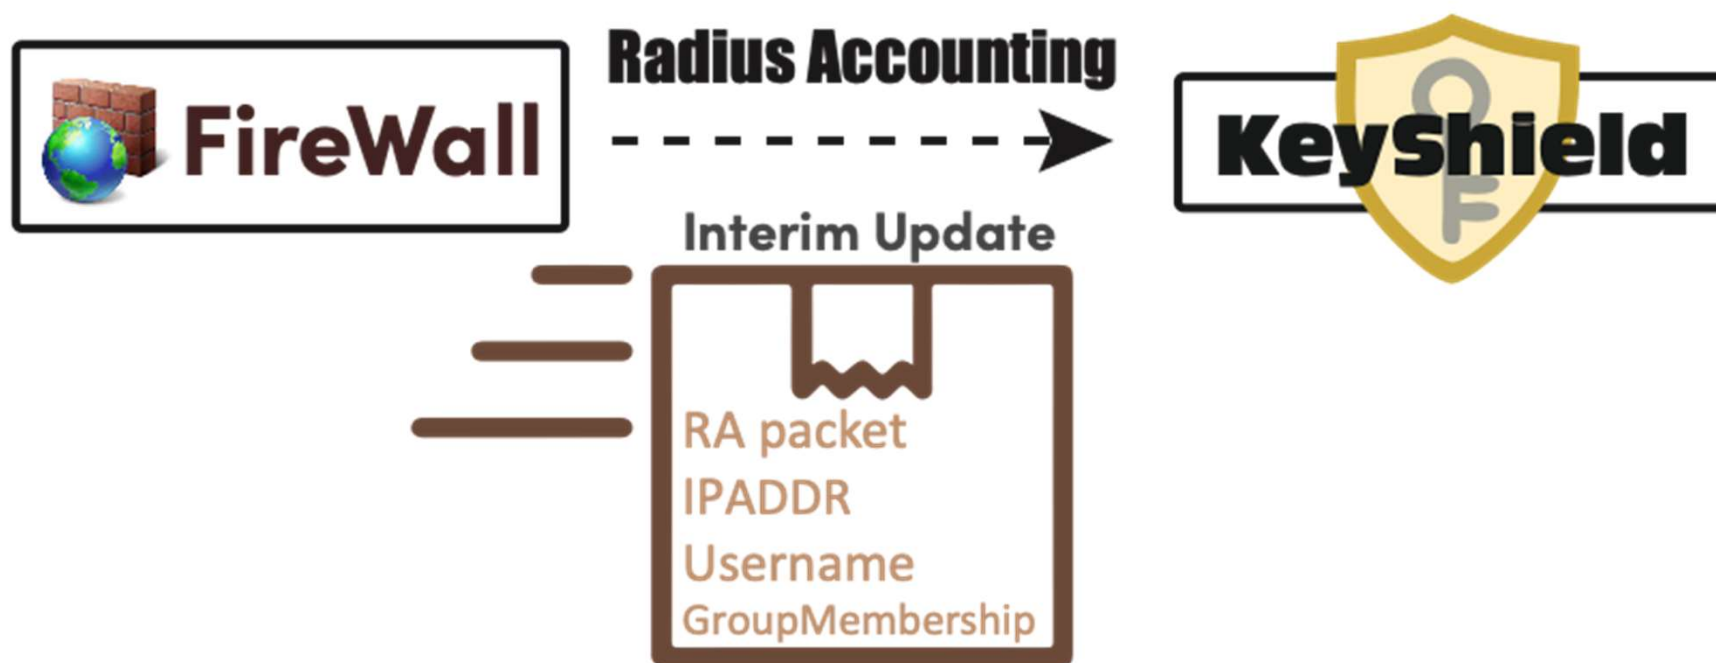 FireWall
Radius Accounting
KeyShield
Interim Update
RA packet
IPADDR
Username
GroupMembership